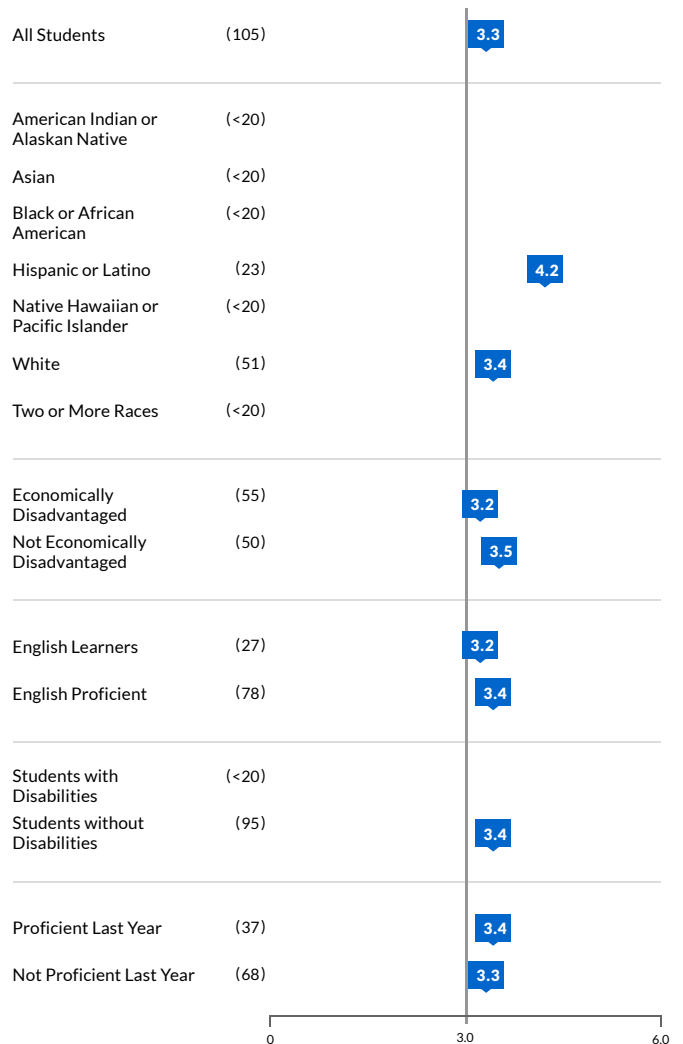 All Students (105) 3.3
American Indian or (<20)
Alaskan Native
Asian (<20)
Black or African (<20)
American
Hispanic or Latino (23) 4.2
Native Hawaiian or (<20)
Pacific Islander
White (51) 3.4
Two or More Races (<20)
Economically (55) 3.2
Disadvantaged
Not Economically (50) 3.5
Disadvantaged
English Learners (27) 3.2
English Proficient (78) 3.4
Students with (<20)
Disabilities
Students without (95) 3.4
Disabilities
Proficient Last Year (37) 3.4
Not Proficient Last Year (68) 3.3
0 3.0 6.0